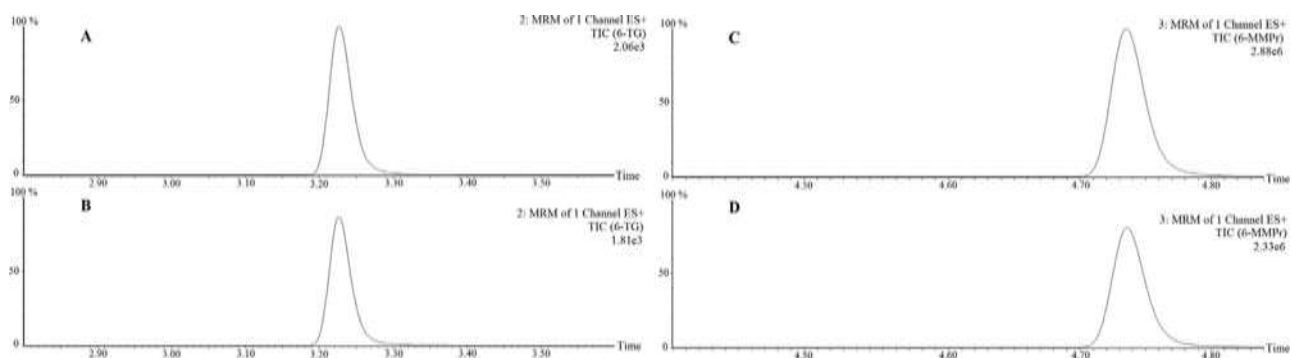 100 %
A
2: MRM of 1 Channel ES+
TIC (6-TG)
2.06e3
50
0
2.90 3.00 3.10 3.20 3.30 3.40 3.50
Time
100 %
B
2: MRM of 1 Channel ES+
TIC (6-TG)
1.81e3
50
0
2.90 3.00 3.10 3.20 3.30 3.40 3.50
Time
100 %
C
3: MRM of 1 Channel ES+
TIC (6-MMPr)
2.88e6
50
0
4.60 4.70 4.80
Time
100 %
D
3: MRM of 1 Channel ES+
TIC (6-MMPr)
2.33e6
50
0
4.60 4.70 4.80
Time